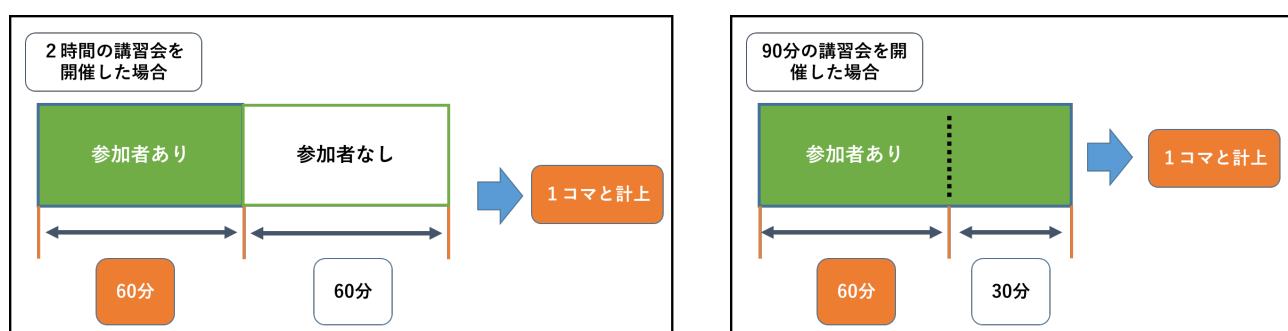 ２時間の講習会を
開催した場合
参加者あり
参加者なし
１コマと計上
60分
60分
90分の講習会を開
催した場合
参加者あり
１コマと計上
60分
30分